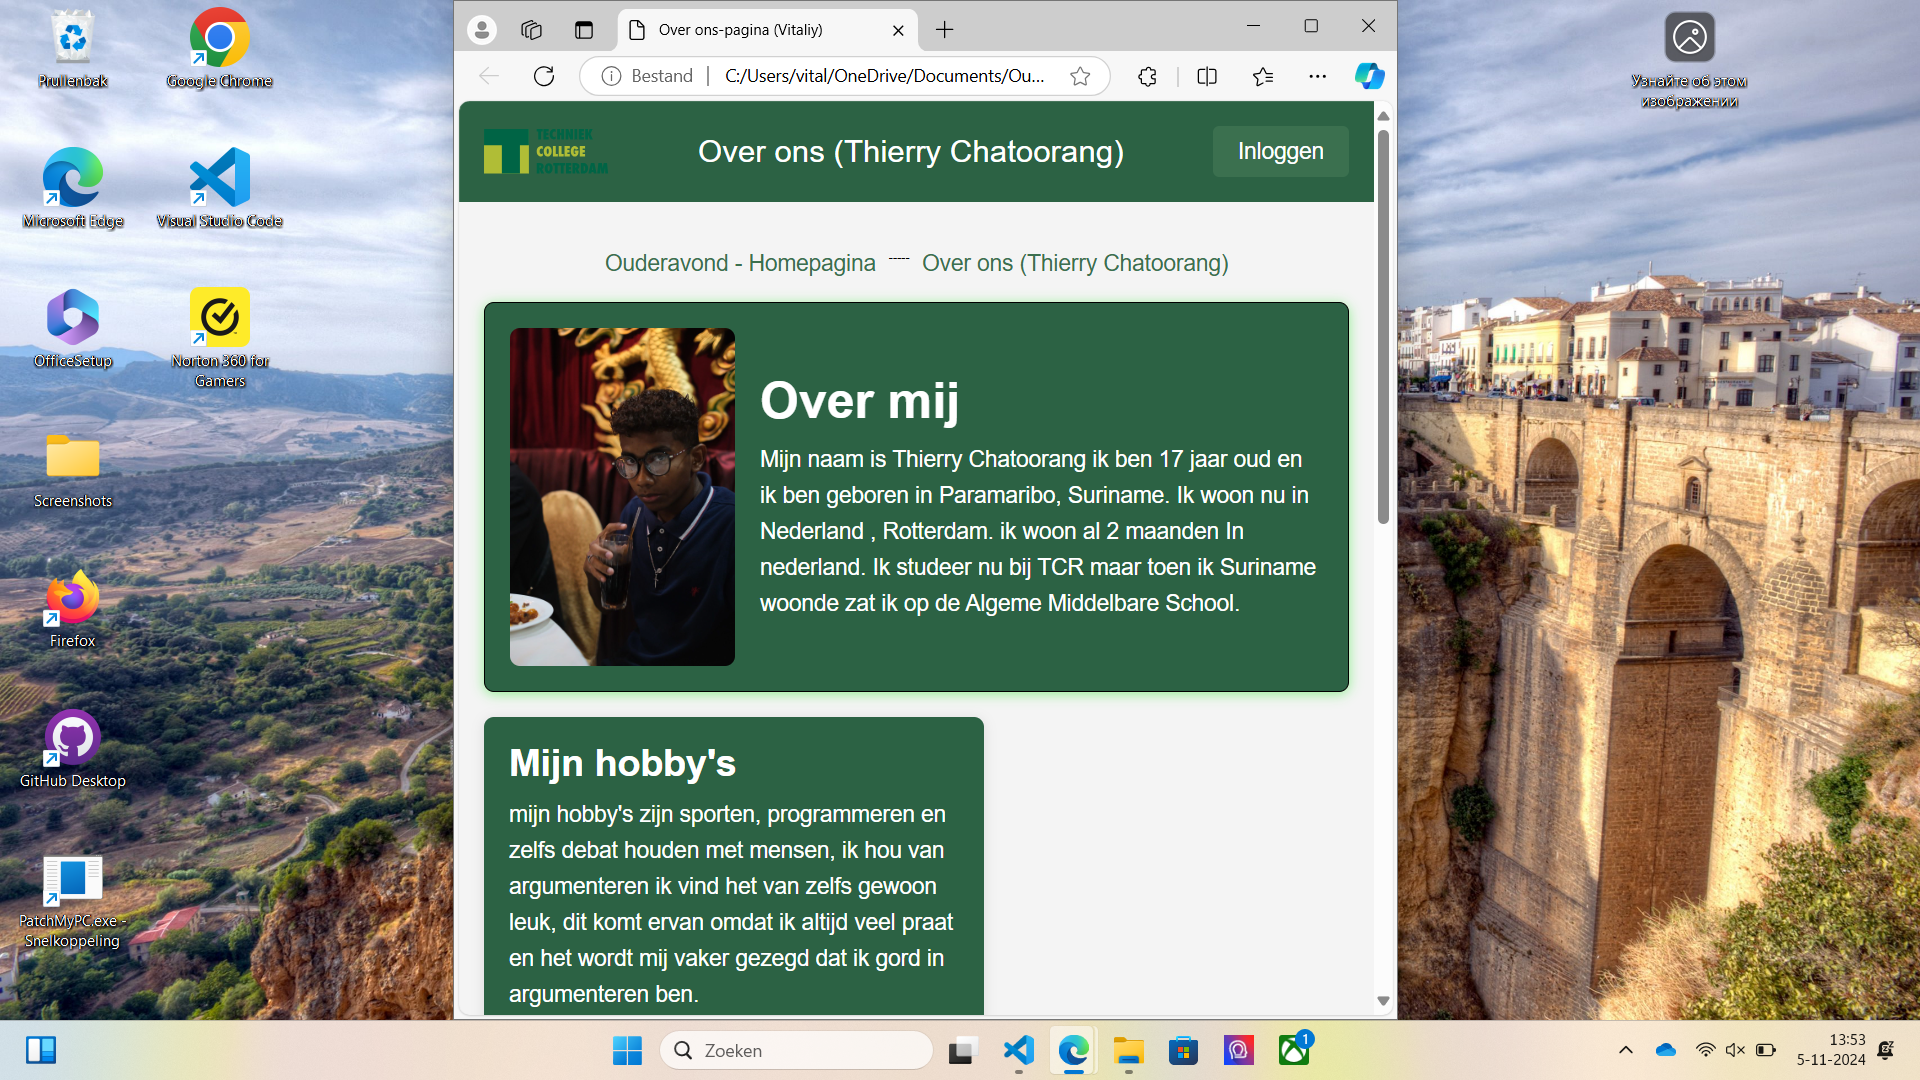 Prullenbak
Google Chrome
Microsoft Edge
Visual Studio Code
OfficeSetup
Norton 360 for
Gamers
Screenshots
Firefox
GitHub Desktop
PatchMyPC.exe -
Snelkoppeling
Over ons-pagina (Vitaliy)
Bestand
C:/Users/vital/OneDrive/Documents/Ou...
TECHNIEK
COLLEGE
ROTTERDAM
Over ons (Thierry Chatoorang)
Inloggen
Ouderavond - Homepagina ----- Over ons (Thierry Chatoorang)
Over mij
Mijn naam is Thierry Chatoorang ik ben 17 jaar oud en
ik ben geboren in Paramaribo, Suriname. Ik woon nu in
Nederland , Rotterdam. ik woon al 2 maanden In
nederland. Ik studeer nu bij TCR maar toen ik Suriname
woonde zat ik op de Algeme Middelbare School.
Mijn hobby's
mijn hobby's zijn sporten, programmeren en
zelfs debat houden met mensen, ik hou van
argumenteren ik vind het van zelfs gewoon
leuk, dit komt ervan omdat ik altijd veel praat
en het wordt mij vaker gezegd dat ik gord in
argumenteren ben.
Узнайте об этом
изображении
Zoeken
1
13:53
5-11-2024